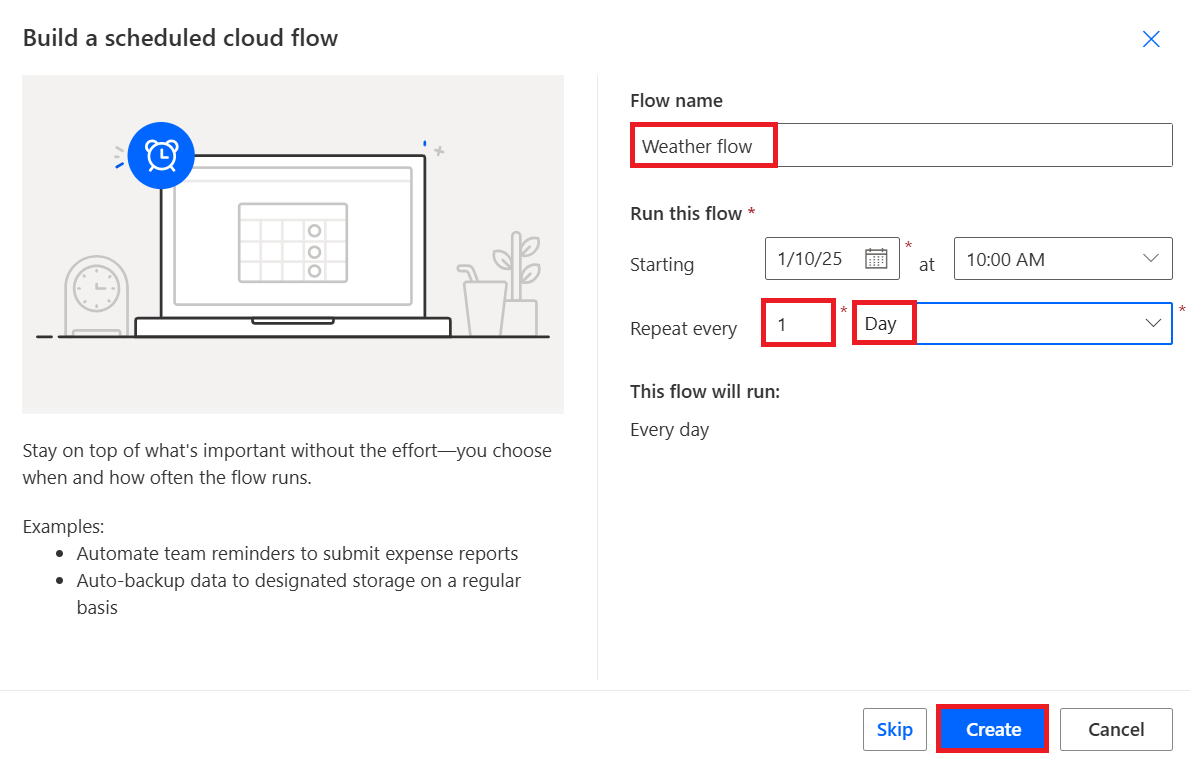 Build a scheduled cloud flow
Stay on top of what's important without the effort—you choose
when and how often the flow runs.
Examples:
• Automate team reminders to submit expense reports
• Auto-backup data to designated storage on a regular
basis
Flow name
Weather flow
Run this flow *
Starting 1/10/25 * at 10:00 AM
Repeat every 1 * Day *
This flow will run:
Every day
Skip Create Cancel